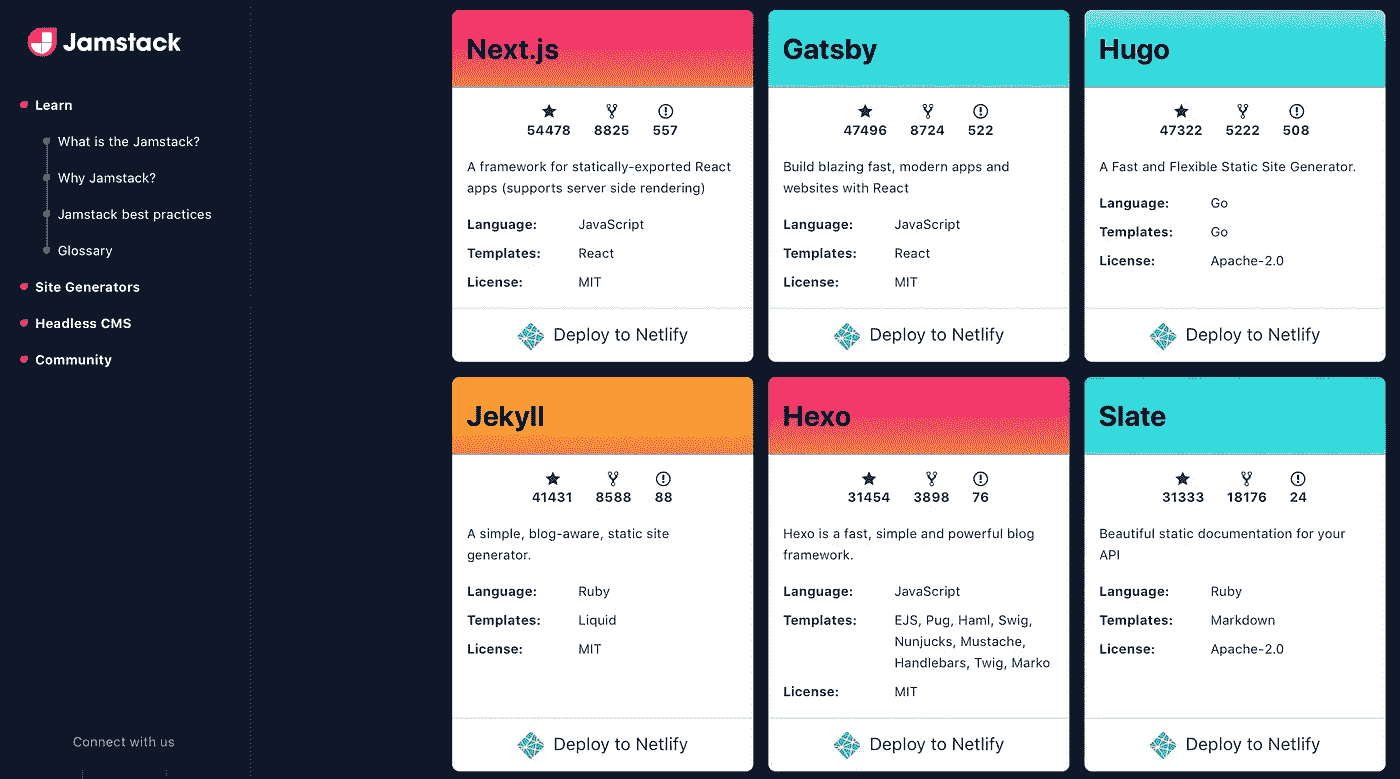 Jamstack
Learn
What is the Jamstack?
Why Jamstack?
Jamstack best practices
Glossary
Site Generators
Headless CMS
Community
Connect with us
Next.js
54478 8825 557
A framework for statically-exported React
apps (supports server side rendering)
Language: JavaScript
Templates: React
License: MIT
Deploy to Netlify
Gatsby
47496 8724 522
Build blazing fast, modern apps and
websites with React
Language: JavaScript
Templates: React
License: MIT
Deploy to Netlify
Hugo
47322 5222 508
A Fast and Flexible Static Site Generator.
Language: Go
Templates: Go
License: Apache-2.0
Deploy to Netlify
Jekyll
41431 8588 88
A simple, blog-aware, static site
generator.
Language: Ruby
Templates: Liquid
License: MIT
Deploy to Netlify
Hexo
31454 3898 76
Hexo is a fast, simple and powerful blog
framework.
Language: JavaScript
Templates: EJS, Pug, Haml, Swig,
Nunjucks, Mustache,
Handlebars, Twig, Marko
License: MIT
Deploy to Netlify
Slate
31333 18176 24
Beautiful static documentation for your
API
Language: Ruby
Templates: Markdown
License: Apache-2.0
Deploy to Netlify